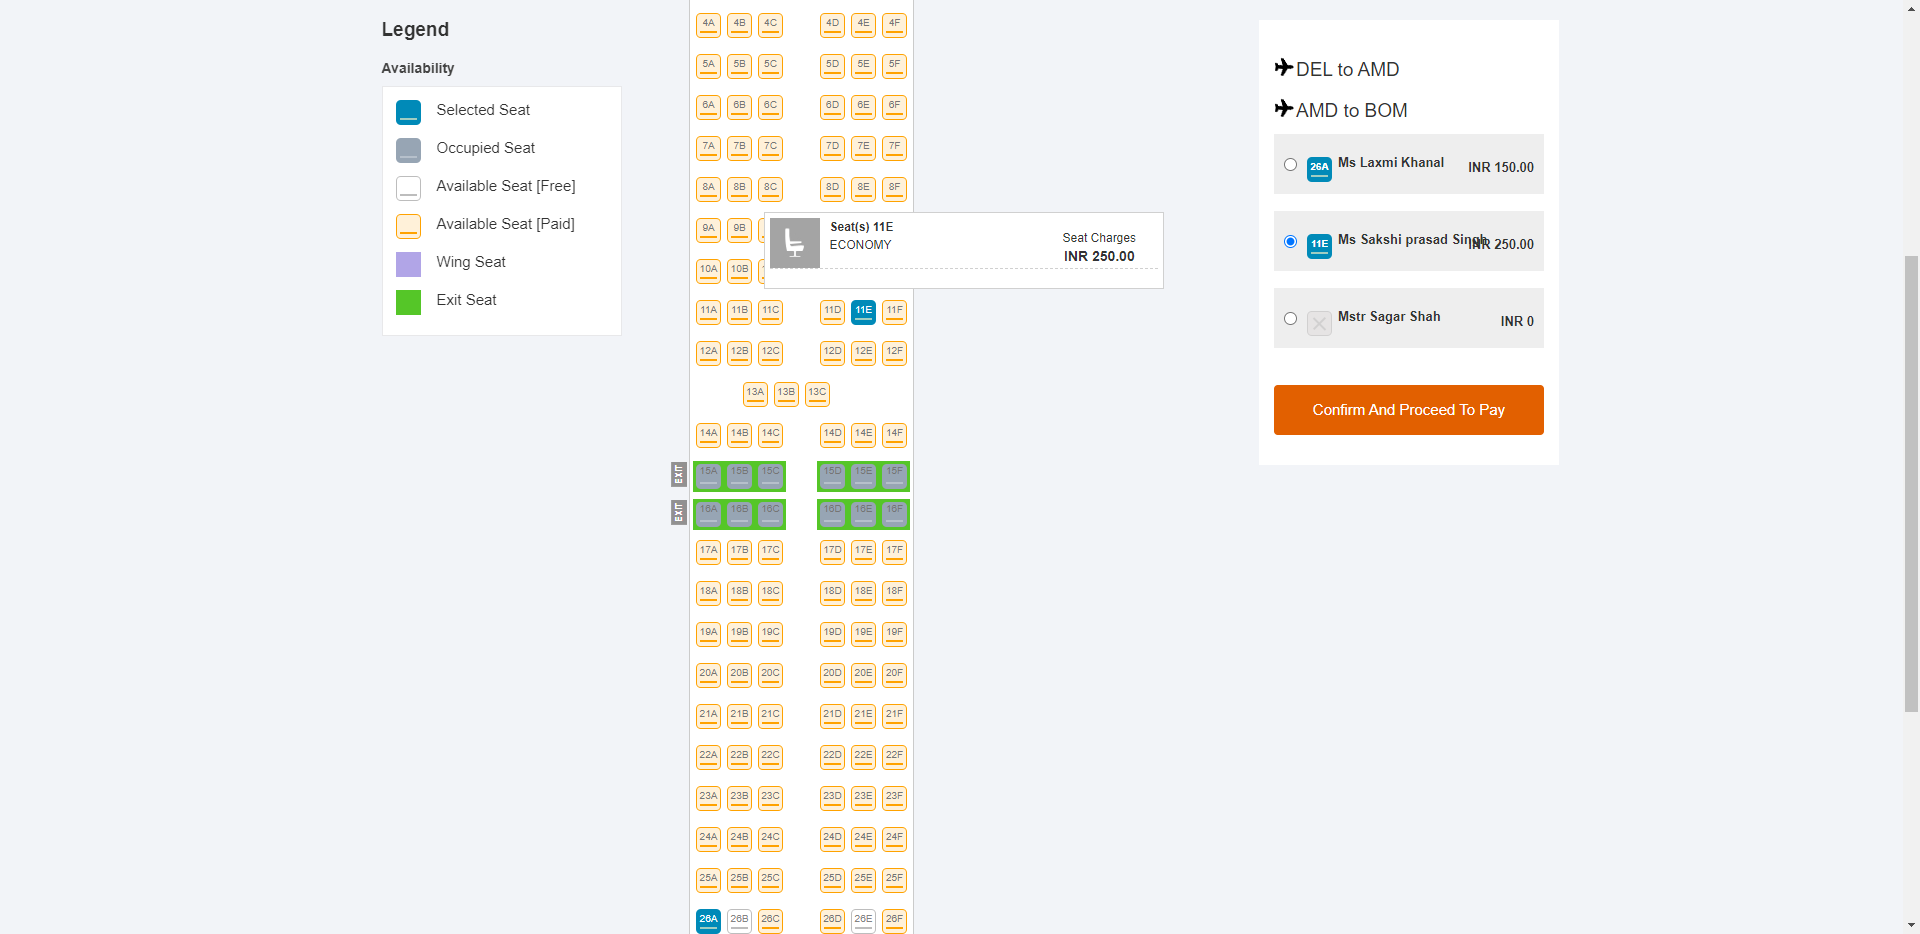 Legend
Availability
Selected Seat
Occupied Seat
Available Seat [Free]
Available Seat [Paid]
Wing Seat
Exit Seat
4A 4B 4C 4D 4E 4F
5A 5B 5C 5D 5E 5F
6A 6B 6C 6D 6E 6F
7A 7B 7C 7D 7E 7F
8A 8B 8C 8D 8E 8F
9A 9B
10A 10B
Seat(s) 11E
ECONOMY
Seat Charges
INR 250.00
11A 11B 11C 11D 11E 11F
12A 12B 12C 12D 12E 12F
13A 13B 13C
14A 14B 14C 14D 14E 14F
EXIT 15A 15B 15C 15D 15E 15F
EXIT 16A 16B 16C 16D 16E 16F
17A 17B 17C 17D 17E 17F
18A 18B 18C 18D 18E 18F
19A 19B 19C 19D 19E 19F
20A 20B 20C 20D 20E 20F
21A 21B 21C 21D 21E 21F
22A 22B 22C 22D 22E 22F
23A 23B 23C 23D 23E 23F
24A 24B 24C 24D 24E 24F
25A 25B 25C 25D 25E 25F
26A 26B 26C 26D 26E 26F
DEL to AMD
AMD to BOM
26A Ms Laxmi Khanal INR 150.00
11E Ms Sakshi prasad Singh INR 250.00
Mstr Sagar Shah INR 0
Confirm And Proceed To Pay